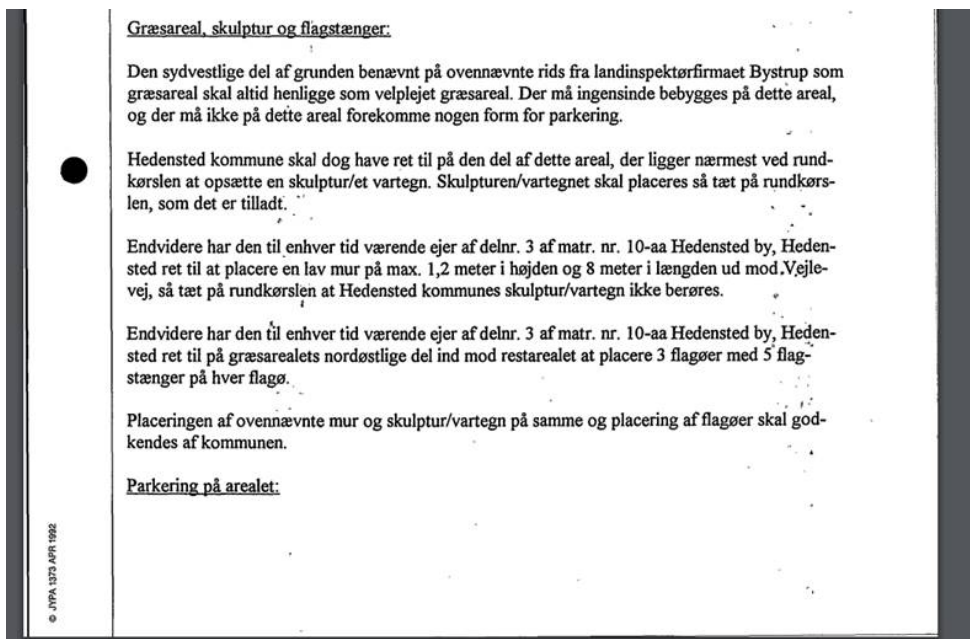 Græsareal, skulptur og flagstænger:
Den sydvestlige del af grunden benævnt på ovennævnte rids fra landinspektørfirmaet Bystrup som
græsareal skal altid henligge som velplejet græsareal. Der må ingensinde bebygges på dette areal,
og der må ikke på dette areal forekomme nogen form for parkering.
Hedensted kommune skal dog have ret til på den del af dette areal, der ligger nærmest ved rund-
kørslen at opsætte en skulptur/et vartegn. Skulpturen/vartegnet skal placeres så tæt på rundkørs-
len, som det er tilladt.
Endvidere har den til enhver tid værende ejer af delnr. 3 af matr. nr. 10-aa Hedensted by, Heden-
sted ret til at placere en lav mur på max. 1,2 meter i højden og 8 meter i længden ud mod Vejle-
vej, så tæt på rundkørslen at Hedensted kommunes skulptur/vartegn ikke berøres.
Endvidere har den til enhver tid værende ejer af delnr. 3 af matr. nr. 10-aa Hedensted by, Heden-
sted ret til på græsarealets nordøstlige del ind mod restarealet at placere 3 flagøer med 5 flag-
stænger på hver flagø.
Placeringen af ovennævnte mur og skulptur/vartegn på samme og placering af flagøer skal god-
kendes af kommunen.
Parkering på arealet:
© JYPA 1373 APR 1992